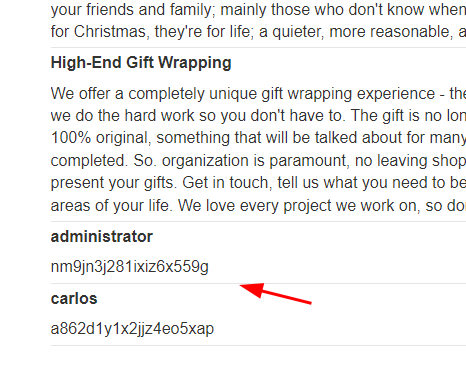 your friends and family; mainly those who don't know when
for Christmas, they're for life; a quieter, more reasonable, a
High-End Gift Wrapping
We offer a completely unique gift wrapping experience - the
we do the hard work so you don't have to. The gift is no lon
100% original, something that will be talked about for many
completed. So. organization is paramount, no leaving shop
present your gifts. Get in touch, tell us what you need to be
areas of your life. We love every project we work on, so don
administrator
nm9jn3j281ixiz6x559g
carlos
a862d1y1x2jjz4eo5xap